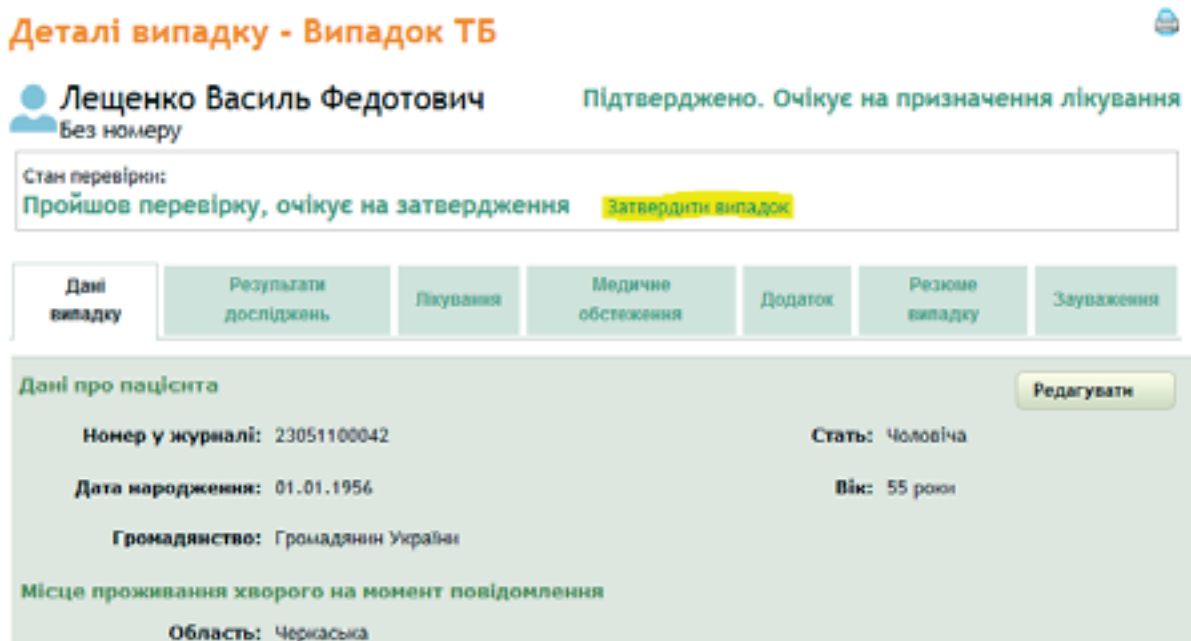 Деталі випадку - Випадок ТБ
Лещенко Василь Федотович
Підтверджено. Очікує на призначення лікування
Без номеру
Стан перевірки:
Пройшов перевірку, очікує на затвердження Затвердити випадок
Дані випадку
Результати досліджень
Лікування
Медичне обстеження
Додаток
Резюме випадку
Зауваження
Дані про пацієнта
Редагувати
Номер у журналі: 23051100042
Стать: Чоловіча
Дата народження: 01.01.1956
Вік: 55 роки
Громадянство: Громадянин України
Місце проживання хворого на момент повідомлення
Область: Черкаська